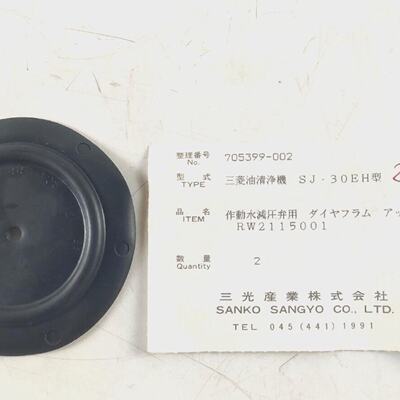 整理番号 705399-002
No.
型 式 三菱油清浄機 SJ-30EH型
TYPE
品 名 作動水減圧弁用 ダイヤフラム アッ
ITEM RW2115001
数 量 2
Quantity
三光産業株式会社
SANKO SANGYO CO., LTD.
TEL 045(441)1991